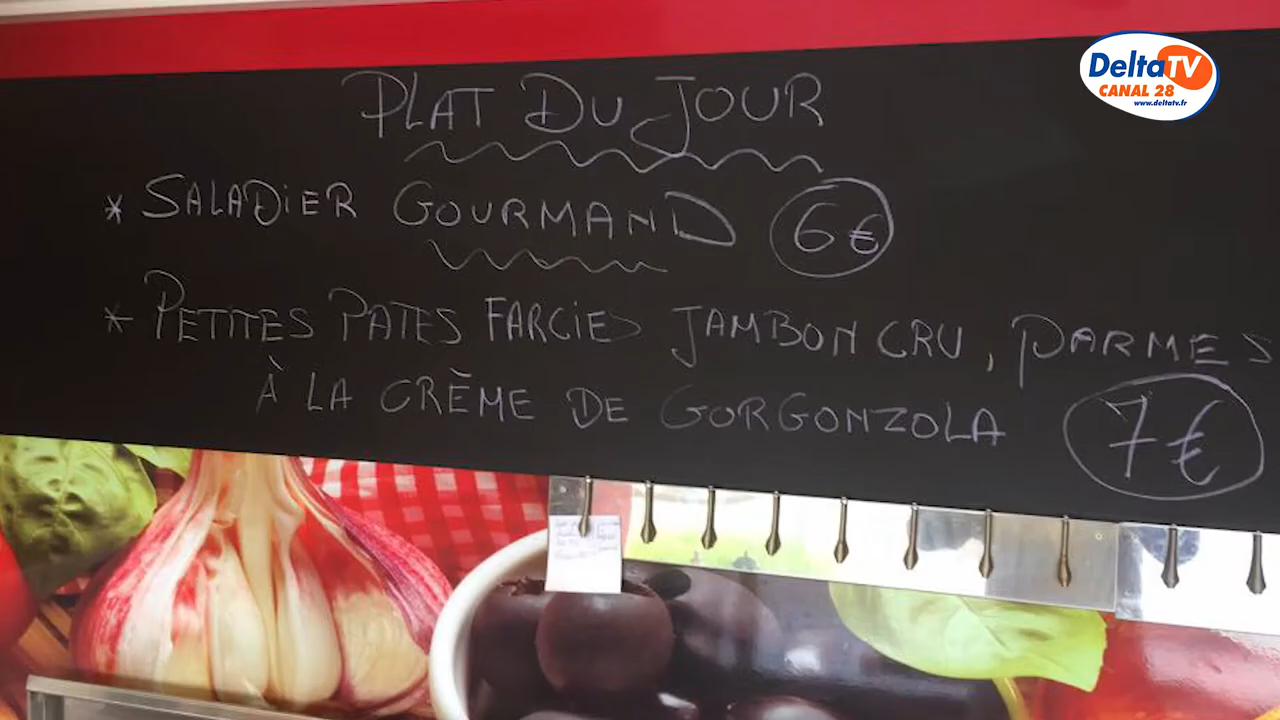 DeltaTV
CANAL 28
www.deltatv.fr
PLAT DU JOUR
* SALADIER GOURMAND 6€
* PETITES PATES FARCIES JAMBON CRU, PARMES
À LA CRÈME DE GORGONZOLA 7€